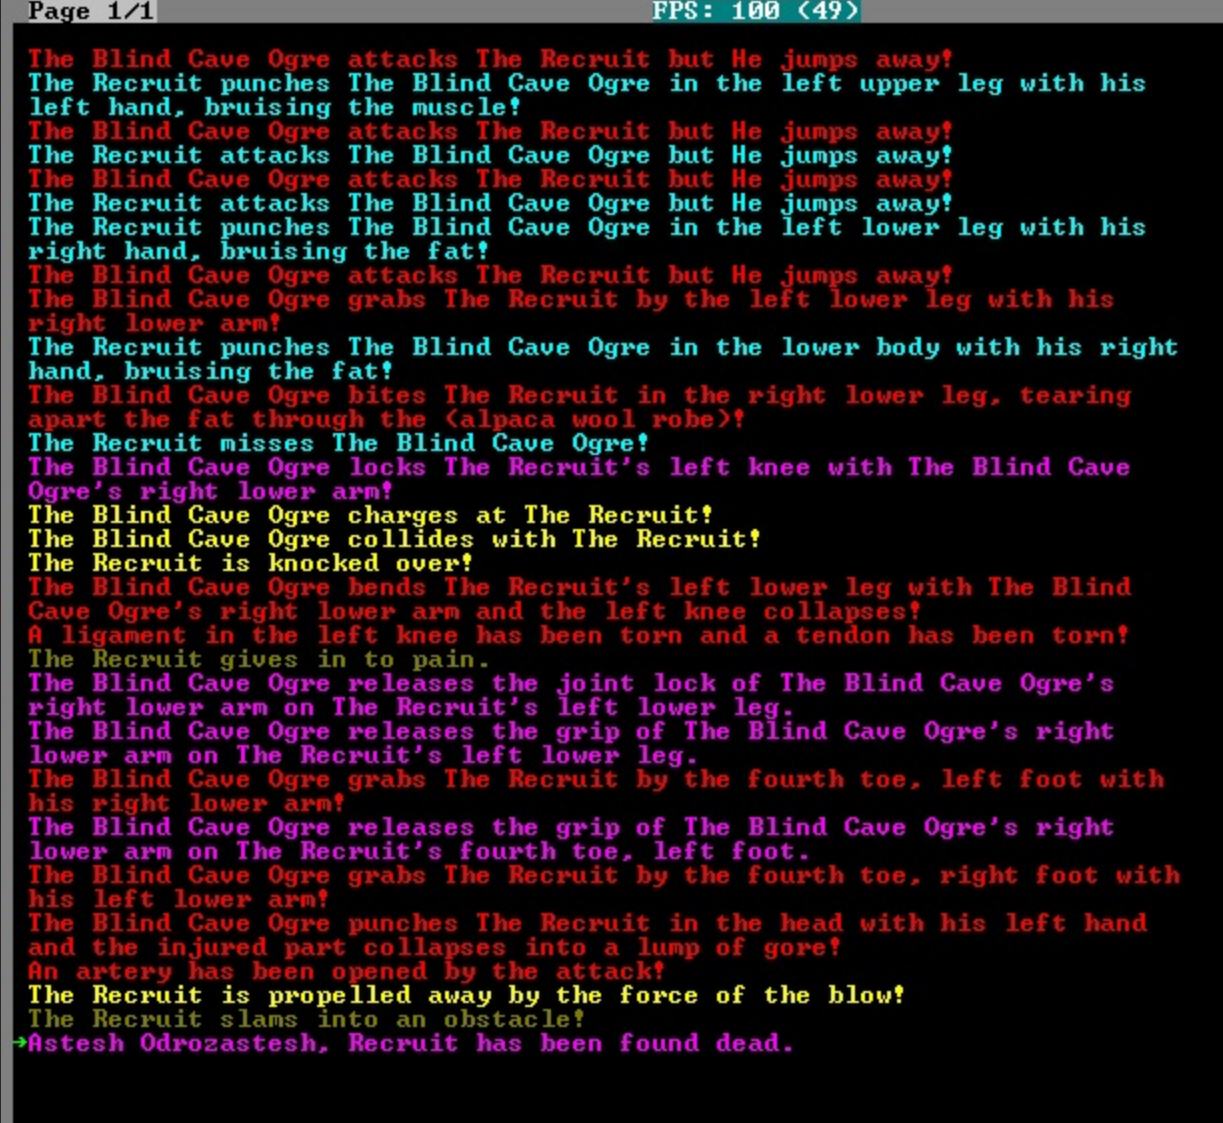 Page 1/1
FPS: 100 (49)
The Blind Cave Ogre attacks The Recruit but He jumps away!
The Recruit punches The Blind Cave Ogre in the left upper leg with his
left hand, bruising the muscle!
The Blind Cave Ogre attacks The Recruit but He jumps away!
The Recruit attacks The Blind Cave Ogre but He jumps away!
The Blind Cave Ogre attacks The Recruit but He jumps away!
The Recruit attacks The Blind Cave Ogre but He jumps away!
The Recruit punches The Blind Cave Ogre in the left lower leg with his
right hand, bruising the fat!
The Blind Cave Ogre attacks The Recruit but He jumps away!
The Blind Cave Ogre grabs The Recruit by the left lower leg with his
right lower arm!
The Recruit punches The Blind Cave Ogre in the lower body with his right
hand, bruising the fat!
The Blind Cave Ogre bites The Recruit in the right lower leg, tearing
apart the fat through the (alpaca wool robe)!
The Recruit misses The Blind Cave Ogre!
The Blind Cave Ogre locks The Recruit's left knee with The Blind Cave
Ogre's right lower arm!
The Blind Cave Ogre charges at The Recruit!
The Blind Cave Ogre collides with The Recruit!
The Recruit is knocked over!
The Blind Cave Ogre bends The Recruit's left lower leg with The Blind
Cave Ogre's right lower arm and the left knee collapses!
A ligament in the left knee has been torn and a tendon has been torn!
The Recruit gives in to pain.
The Blind Cave Ogre releases the joint lock of The Blind Cave Ogre's
right lower arm on The Recruit's left lower leg.
The Blind Cave Ogre releases the grip of The Blind Cave Ogre's right
lower arm on The Recruit's left lower leg.
The Blind Cave Ogre grabs The Recruit by the fourth toe, left foot with
his right lower arm!
The Blind Cave Ogre releases the grip of The Blind Cave Ogre's right
lower arm on The Recruit's fourth toe, left foot.
The Blind Cave Ogre grabs The Recruit by the fourth toe, right foot with
his left lower arm!
The Blind Cave Ogre punches The Recruit in the head with his left hand
and the injured part collapses into a lump of gore!
An artery has been opened by the attack!
The Recruit is propelled away by the force of the blow!
The Recruit slams into an obstacle!
Astesh Odrozastesh, Recruit has been found dead.